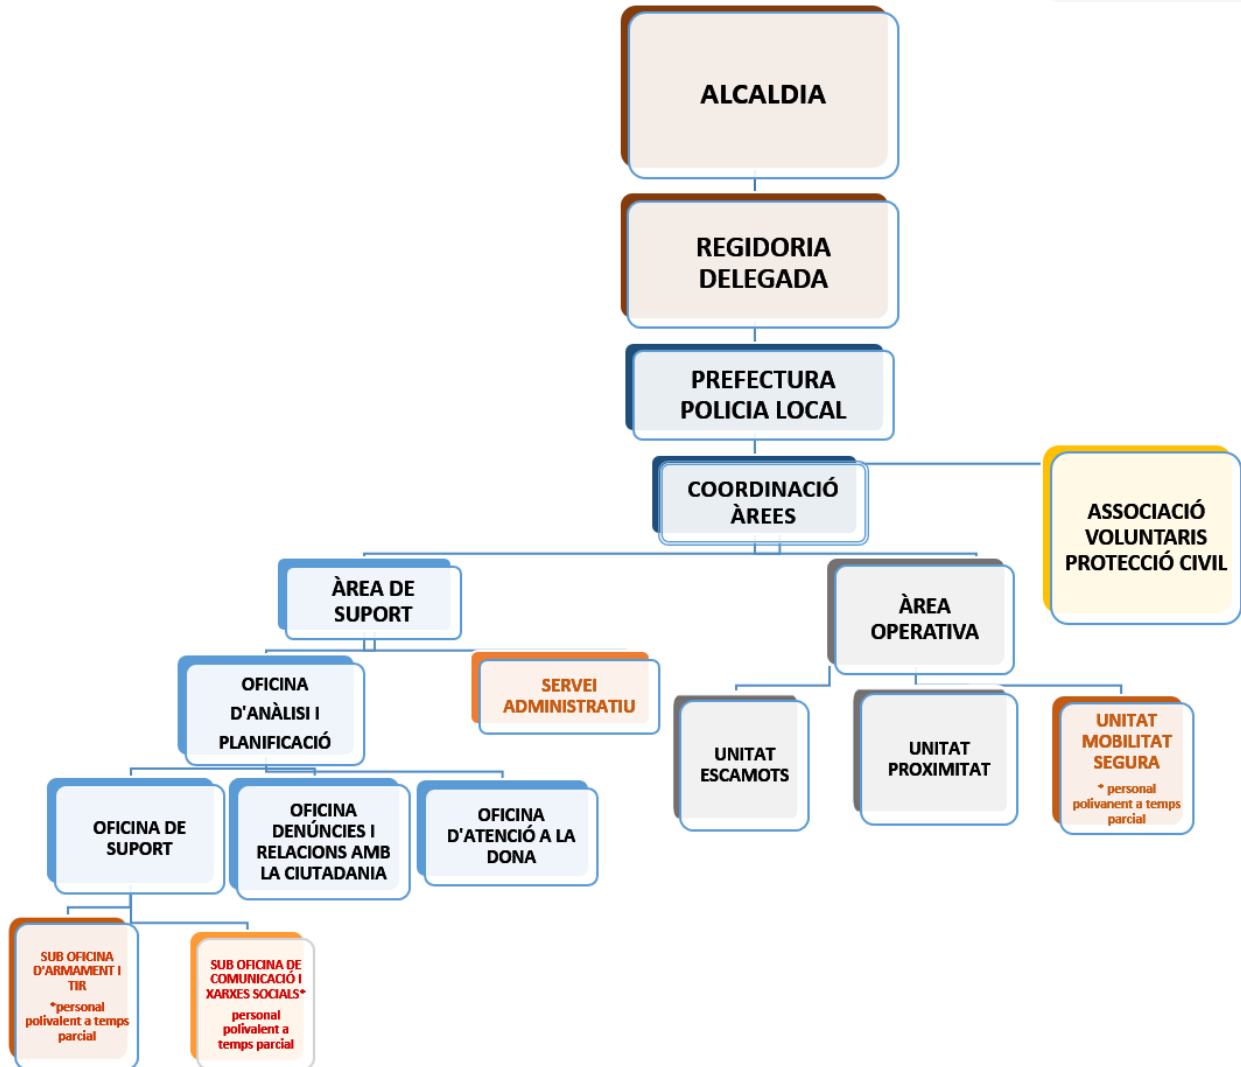 ALCALDIA
REGIDORIA
DELEGADA
PREFECTURA
POLICIA LOCAL
COORDINACIÓ
ÀREES
ASSOCIACIÓ
VOLUNTARIS
PROTECCIÓ CIVIL
ÀREA DE
SUPORT
ÀREA
OPERATIVA
OFICINA
D'ANÀLISI I
PLANIFICACIÓ
SERVEI
ADMINISTRATIU
UNITAT
ESCAMOTS
UNITAT
PROXIMITAT
UNITAT
MOBILITAT
SEGURA
* personal
polivanent a temps
parcial
OFICINA DE
SUPORT
OFICINA
DENÚNCIES I
RELACIONS AMB
LA CIUTADANIA
OFICINA
D'ATENCIÓ A LA
DONA
SUB OFICINA
D'ARMAMENT I
TIR
*personal
polivalent a temps
parcial
SUB OFICINA DE
COMUNICACIÓ I
XARXES SOCIALS*
personal
polivalent a
temps parcial